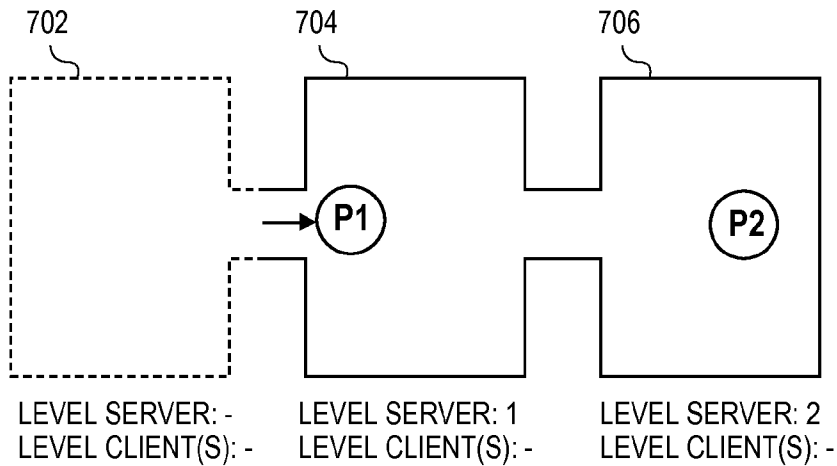 702 704 706
P1 P2
LEVEL SERVER: - LEVEL SERVER: 1 LEVEL SERVER: 2
LEVEL CLIENT(S): - LEVEL CLIENT(S): - LEVEL CLIENT(S): -